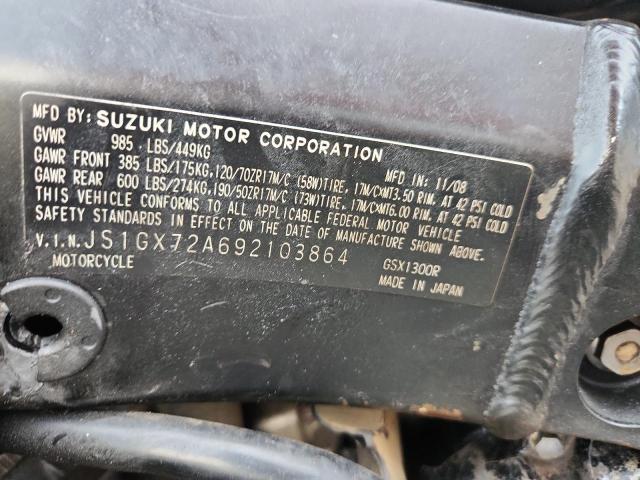 MFD BY: SUZUKI MOTOR CORPORATION
GVWR 985 LBS/449KG MFD IN: 11/08
GAWR FRONT 385 LBS/175KG, 120/70ZR17M/C (58W)TIRE, 17M/CXMT3.50 RIM. AT 42 PSI COLD
GAWR REAR 600 LBS/274KG, 190/50ZR17M/C (73W)TIRE, 17M/CXMT6.00 RIM. AT 42 PSI COLD
THIS VEHICLE CONFORMS TO ALL APPLICABLE FEDERAL MOTOR VEHICLE
SAFETY STANDARDS IN EFFECT ON THE DATE OF MANUFACTURE SHOWN ABOVE.
V.I.N. JS1GX72A692103864 GSX1300R
MOTORCYCLE MADE IN JAPAN